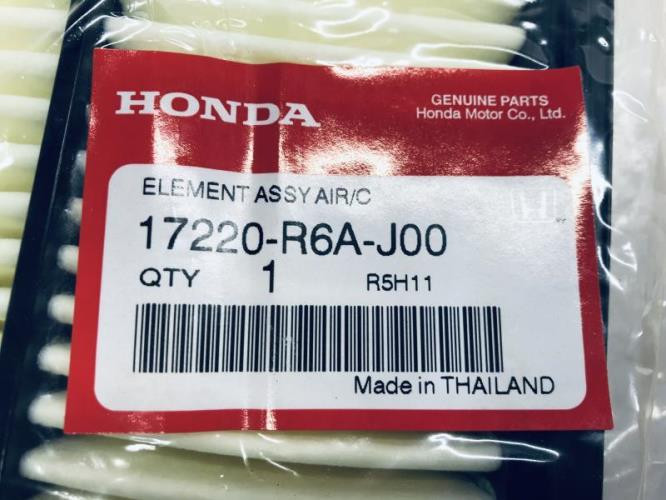 HONDA
GENUINE PARTS
Honda Motor Co., Ltd.
ELEMENT ASSY AIR/C
17220-R6A-J00
QTY 1 R5H11
Made in THAILAND